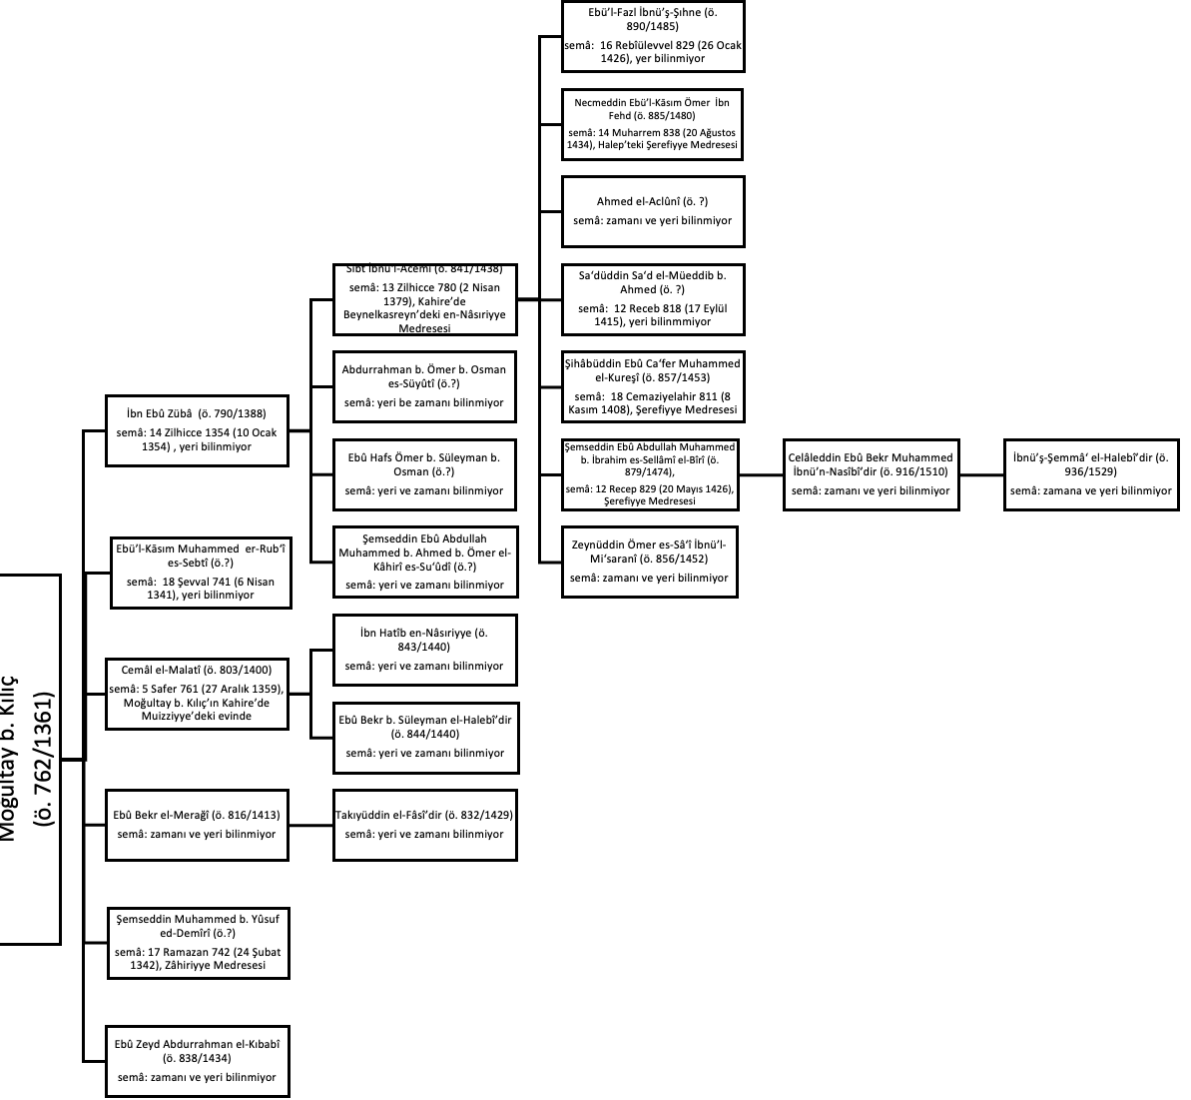 Moğultay b. Kılıç
(ö. 762/1361)
İbn Ebû Zübâ (ö. 790/1388)
semâ: 14 Zilhicce 1354 (10 Ocak
1354) , yeri bilinmiyor
Ebü’l-Kāsım Muhammed er-Rub‘î
es-Sebtî (ö.?)
semâ: 18 Şevval 741 (6 Nisan
1341), yeri bilinmiyor
Cemâl el-Malatî (ö. 803/1400)
semâ: 5 Safer 761 (27 Aralık 1359),
Moğultay b. Kılıç’ın Kahire’de
Muizziyye’deki evinde
Ebû Bekr el-Merağî (ö. 816/1413)
semâ: zamanı ve yeri bilinmiyor
Şemseddin Muhammed b. Yûsuf
ed-Demîrî (ö.?)
semâ: 17 Ramazan 742 (24 Şubat
1342), Zâhiriyye Medresesi
Ebû Zeyd Abdurrahman el-Kıbabî
(ö. 838/1434)
semâ: zamanı ve yeri bilinmiyor
Sıbt İbnü’l-Acemî (ö. 841/1438)
semâ: 13 Zilhicce 780 (2 Nisan
1379), Kahire’de
Beynelkasreyn’deki en-Nâsıriyye
Medresesi
Abdurrahman b. Ömer b. Osman
es-Süyûtî (ö.?)
semâ: yeri be zamanı bilinmiyor
Ebû Hafs Ömer b. Süleyman b.
Osman (ö.?)
semâ: yeri ve zamanı bilinmiyor
Şemseddin Ebû Abdullah
Muhammed b. Ahmed b. Ömer el-
Kâhirî es-Su‘ûdî (ö.?)
semâ: yeri ve zamanı bilinmiyor
İbn Hatîb en-Nâsıriyye (ö.
843/1440)
semâ: yeri ve zamanı bilinmiyor
Ebû Bekr b. Süleyman el-Halebî’dir
(ö. 844/1440)
semâ: yeri ve zamanı bilinmiyor
Takıyüddin el-Fâsî’dir (ö. 832/1429)
semâ: yeri ve zamanı bilinmiyor
Ebü’l-Fazl İbnü’ş-Şıhne (ö.
890/1485)
semâ: 16 Rebîülevvel 829 (26 Ocak
1426), yer bilinmiyor
Necmeddin Ebü’l-Kāsım Ömer İbn
Fehd (ö. 885/1480)
semâ: 14 Muharrem 838 (20 Ağustos
1434), Halep’teki Şerefiyye Medresesi
Ahmed el-Aclûnî (ö. ?)
semâ: zamanı ve yeri bilinmiyor
Sa‘düddin Sa‘d el-Müeddib b.
Ahmed (ö. ?)
semâ: 12 Receb 818 (17 Eylül
1415), yeri bilinmmiyor
Şihâbüddin Ebû Ca‘fer Muhammed
el-Kureşî (ö. 857/1453)
semâ: 18 Cemaziyelahir 811 (8
Kasım 1408), Şerefiyye Medresesi
Şemseddin Ebû Abdullah Muhammed
b. İbrahim es-Sellâmî el-Bîrî (ö.
879/1474),
semâ: 12 Recep 829 (20 Mayıs 1426),
Şerefiyye Medresesi
Zeynüddin Ömer es-Sâ‘î İbnü’l-
Mi‘saranî (ö. 856/1452)
semâ: zamanı ve yeri bilinmiyor
Celâleddin Ebû Bekr Muhammed
İbnü’n-Nasîbî’dir (ö. 916/1510)
semâ: zamanı ve yeri bilinmiyor
İbnü’ş-Şemmâ‘ el-Halebî’dir (ö.
936/1529)
semâ: zamana ve yeri bilinmiyor